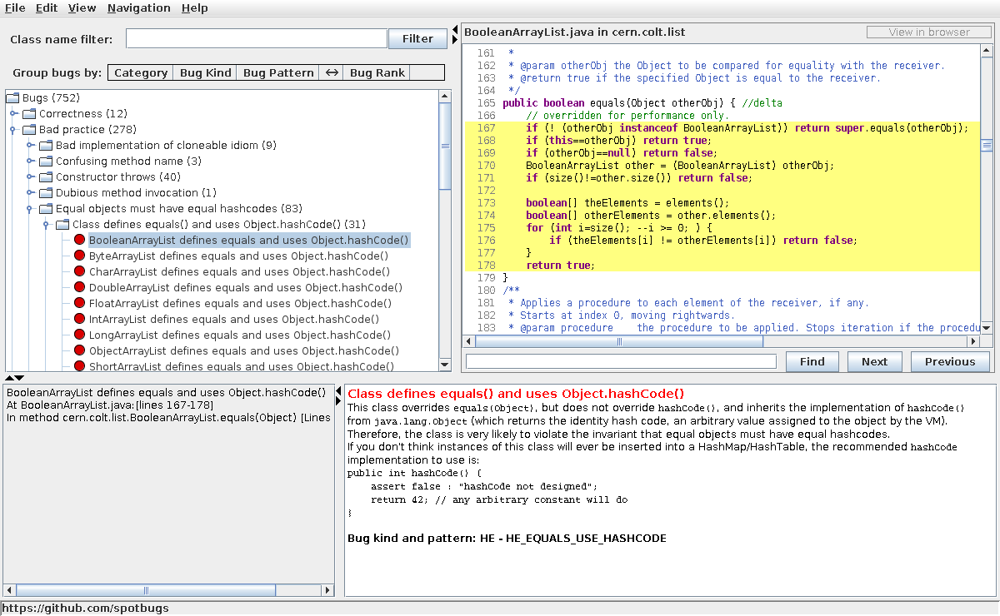 File Edit View Navigation Help
Class name filter:
Filter
Group bugs by:
Category
Bug Kind
Bug Pattern
↔
Bug Rank
Bugs (752)
Correctness (12)
Bad practice (278)
Bad implementation of cloneable idiom (9)
Confusing method name (3)
Constructor throws (40)
Dubious method invocation (1)
Equal objects must have equal hashcodes (83)
Class defines equals() and uses Object.hashCode() (31)
BooleanArrayList defines equals and uses Object.hashCode()
ByteArrayList defines equals and uses Object.hashCode()
CharArrayList defines equals and uses Object.hashCode()
DoubleArrayList defines equals and uses Object.hashCode()
FloatArrayList defines equals and uses Object.hashCode()
IntArrayList defines equals and uses Object.hashCode()
LongArrayList defines equals and uses Object.hashCode()
ObjectArrayList defines equals and uses Object.hashCode()
ShortArrayList defines equals and uses Object.hashCode()
BooleanArrayList.java in cern.colt.list
View in browser
161  *
162  * @param otherObj the Object to be compared for equality with the receiver.
163  * @return true if the specified Object is equal to the receiver.
164  */
165 public boolean equals(Object otherObj) { //delta
166     // overridden for performance only.
167     if (! (otherObj instanceof BooleanArrayList)) return super.equals(otherObj);
168     if (this==otherObj) return true;
169     if (otherObj==null) return false;
170     BooleanArrayList other = (BooleanArrayList) otherObj;
171     if (size()!=other.size()) return false;
172
173     boolean[] theElements = elements();
174     boolean[] otherElements = other.elements();
175     for (int i=size(); --i >= 0; ) {
176         if (theElements[i] != otherElements[i]) return false;
177     }
178     return true;
179 }
180 /**
181  * Applies a procedure to each element of the receiver, if any.
182  * Starts at index 0, moving rightwards.
183  * @param procedure    the procedure to be applied. Stops iteration if the procedu
Find
Next
Previous
BooleanArrayList defines equals and uses Object.hashCode()
At BooleanArrayList.java:[lines 167-178]
In method cern.colt.list.BooleanArrayList.equals(Object) [Lines
Class defines equals() and uses Object.hashCode()
This class overrides equals(Object), but does not override hashCode(), and inherits the implementation of hashCode()
from java.lang.Object (which returns the identity hash code, an arbitrary value assigned to the object by the VM).
Therefore, the class is very likely to violate the invariant that equal objects must have equal hashcodes.
If you don't think instances of this class will ever be inserted into a HashMap/HashTable, the recommended hashCode
implementation to use is:
public int hashCode() {
    assert false : "hashCode not designed";
    return 42; // any arbitrary constant will do
}
Bug kind and pattern: HE - HE_EQUALS_USE_HASHCODE
https://github.com/spotbugs